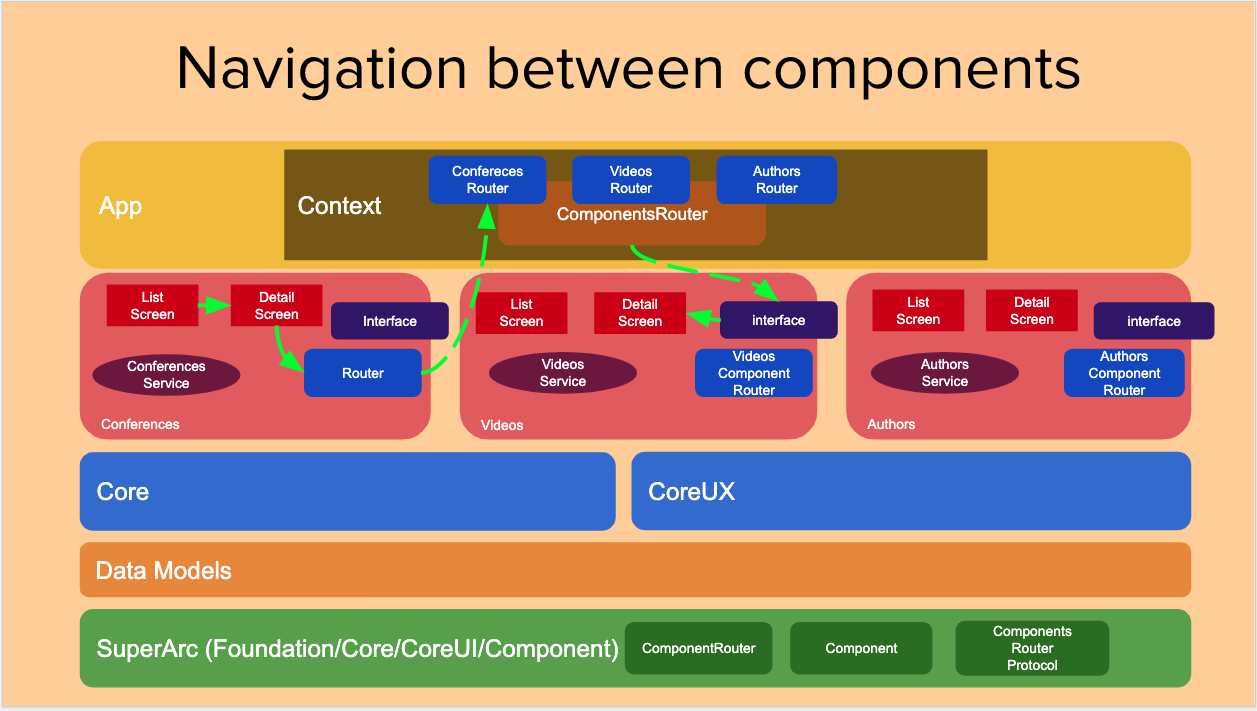 Navigation between components
App
Context
Confereces
Router
Videos
Router
Authors
Router
ComponentsRouter
List
Screen
Detail
Screen
Interface
Conferences
Service
Router
Conferences
List
Screen
Detail
Screen
interface
Videos
Service
Videos
Component
Router
Videos
List
Screen
Detail
Screen
interface
Authors
Service
Authors
Component
Router
Authors
Core
CoreUX
Data Models
SuperArc (Foundation/Core/CoreUI/Component)
ComponentRouter
Component
Components
Router
Protocol